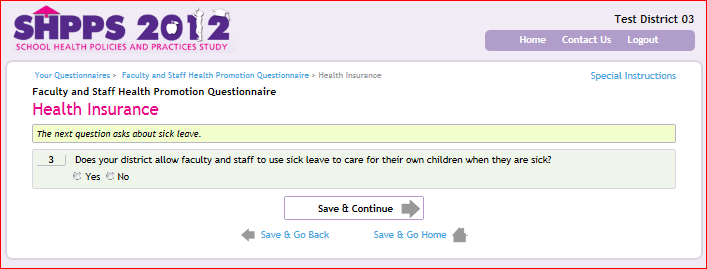 SHPPS 2012
SCHOOL HEALTH POLICIES AND PRACTICES STUDY
Test District 03
Home Contact Us Logout
Your Questionnaires > Faculty and Staff Health Promotion Questionnaire > Health Insurance
Special Instructions
Faculty and Staff Health Promotion Questionnaire
Health Insurance
The next question asks about sick leave.
3 Does your district allow faculty and staff to use sick leave to care for their own children when they are sick?
Yes No
Save & Continue
Save & Go Back Save & Go Home